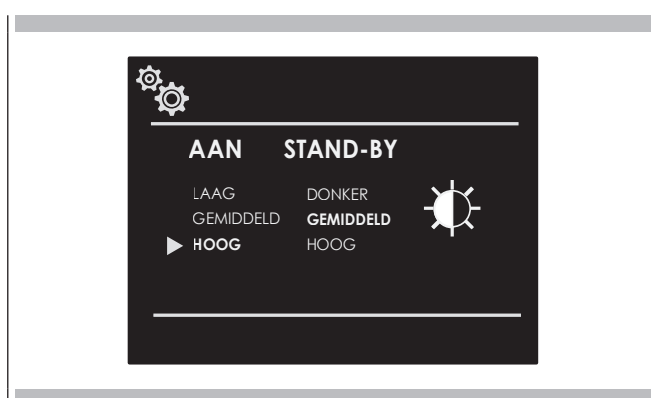 AAN STAND-BY
LAAG DONKER
GEMIDDELD GEMIDDELD
HOOG HOOG